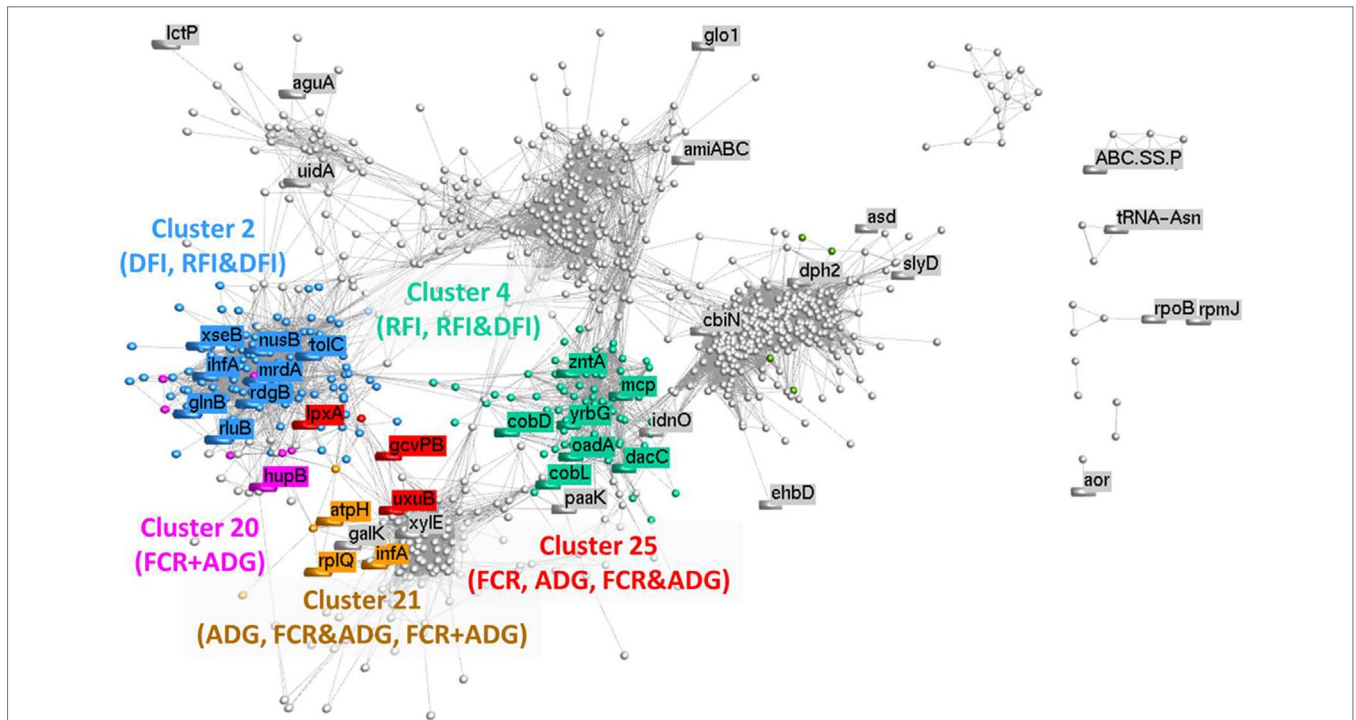 lctP
glo1
aguA
amiABC
ABC.SS.P
uidA
asd
tRNA-Asn
Cluster 2
(DFI, RFI&DFI)
dph2
slyD
Cluster 4
(RFI, RFI&DFI)
cbiN
rpoB
rpmJ
xseB
nusB
tolC
ihfA
mrdA
zntA
mcp
glnB
rdgB
lpxA
cobD
yrbG
idnO
rluB
gcvPB
oadA
dacC
hupB
cobL
aor
uxuB
paaK
ehbD
atpH
galK
xylE
Cluster 20
(FCR+ADG)
rplQ
infA
Cluster 25
(FCR, ADG, FCR&ADG)
Cluster 21
(ADG, FCR&ADG, FCR+ADG)